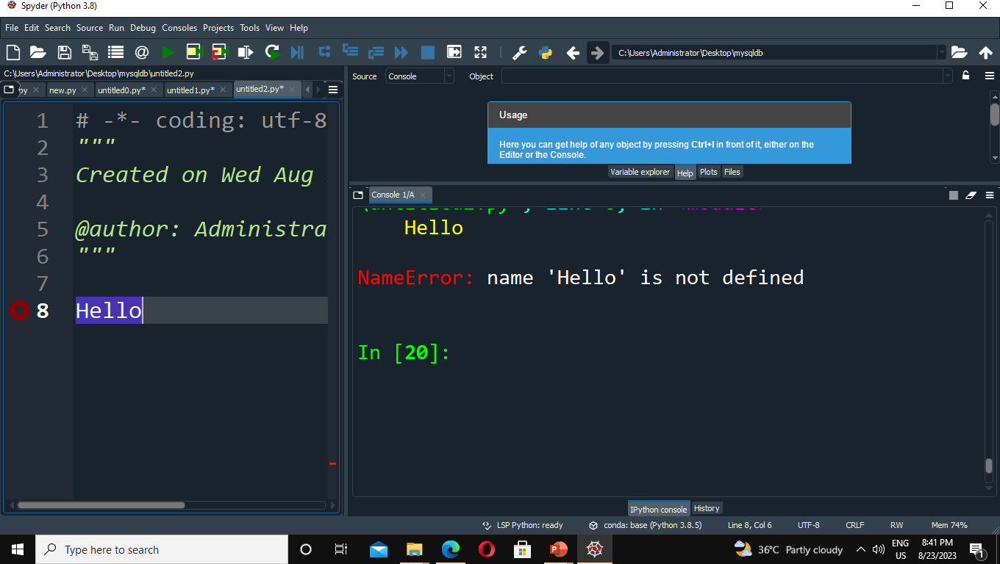 Spyder (Python 3.8)
File Edit Search Source Run Debug Consoles Projects Tools View Help
C:\Users\Administrator\Desktop\mysqldb
C:\Users\Administrator\Desktop\mysqldb\untitled2.py
py new.py untitled0.py* untitled1.py* untitled2.py*
1 # -*- coding: utf-8
2 """
3 Created on Wed Aug
4
5 @author: Administra
6 """
7
8 Hello
Source Console Object
Usage
Here you can get help of any object by pressing Ctrl+I in front of it, either on the
Editor or the Console.
Variable explorer Help Plots Files
Console 1/A
Hello
NameError: name 'Hello' is not defined
In [20]:
IPython console History
LSP Python: ready conda: base (Python 3.8.5) Line 8, Col 6 UTF-8 CRLF RW Mem 74%
Type here to search
36°C Partly cloudy
ENG
US
8:41 PM
8/23/2023
1